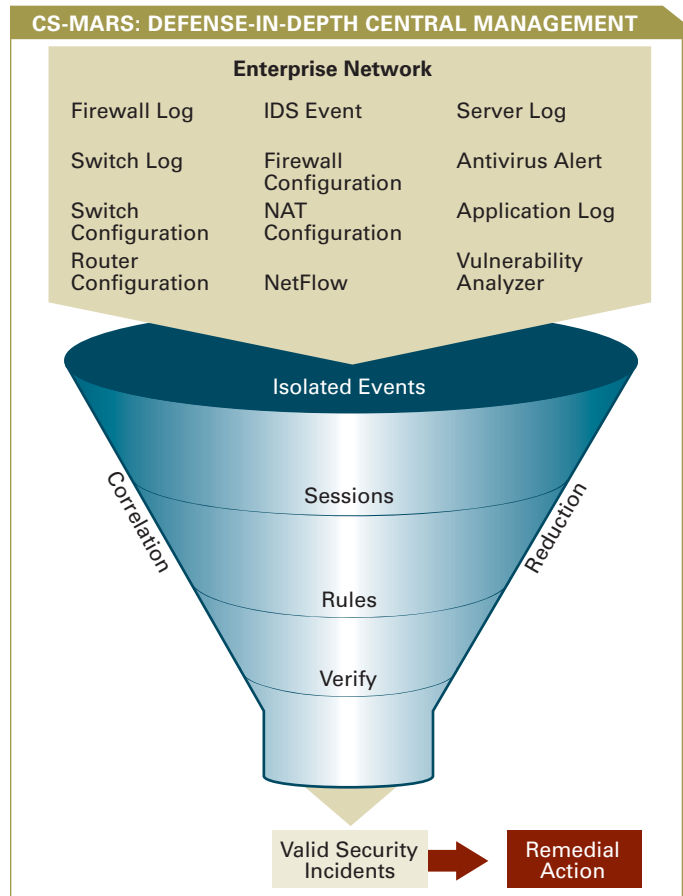 CS-MARS: DEFENSE-IN-DEPTH CENTRAL MANAGEMENT
Enterprise Network
Firewall Log
IDS Event
Server Log
Switch Log
Firewall
Configuration
Antivirus Alert
Switch
Configuration
NAT
Configuration
Application Log
Router
Configuration
NetFlow
Vulnerability
Analyzer
Isolated Events
Correlation
Sessions
Reduction
Rules
Verify
Valid Security
Incidents
Remedial
Action